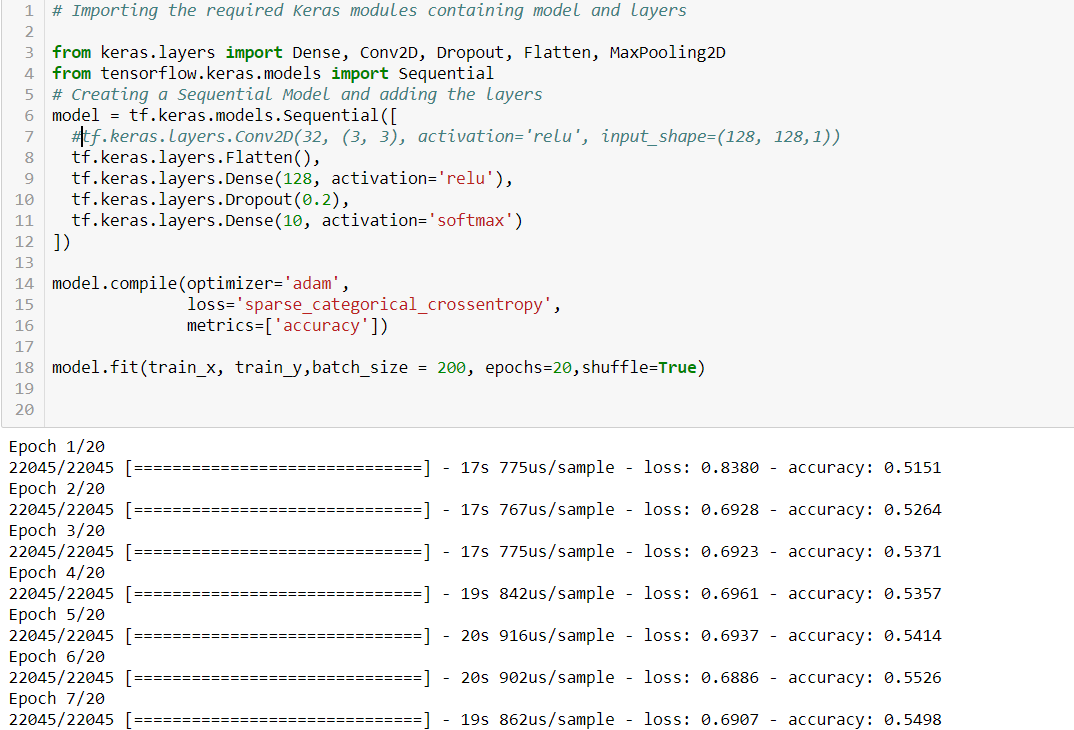 1 # Importing the required Keras modules containing model and layers
2
3 from keras.layers import Dense, Conv2D, Dropout, Flatten, MaxPooling2D
4 from tensorflow.keras.models import Sequential
5 # Creating a Sequential Model and adding the layers
6 model = tf.keras.models.Sequential([
7   #tf.keras.layers.Conv2D(32, (3, 3), activation='relu', input_shape=(128, 128,1))
8   tf.keras.layers.Flatten(),
9   tf.keras.layers.Dense(128, activation='relu'),
10   tf.keras.layers.Dropout(0.2),
11   tf.keras.layers.Dense(10, activation='softmax')
12 ])
13
14 model.compile(optimizer='adam',
15               loss='sparse_categorical_crossentropy',
16               metrics=['accuracy'])
17
18 model.fit(train_x, train_y,batch_size = 200, epochs=20,shuffle=True)
19
20
Epoch 1/20
22045/22045 [==============================] - 17s 775us/sample - loss: 0.8380 - accuracy: 0.5151
Epoch 2/20
22045/22045 [==============================] - 17s 767us/sample - loss: 0.6928 - accuracy: 0.5264
Epoch 3/20
22045/22045 [==============================] - 17s 775us/sample - loss: 0.6923 - accuracy: 0.5371
Epoch 4/20
22045/22045 [==============================] - 19s 842us/sample - loss: 0.6961 - accuracy: 0.5357
Epoch 5/20
22045/22045 [==============================] - 20s 916us/sample - loss: 0.6937 - accuracy: 0.5414
Epoch 6/20
22045/22045 [==============================] - 20s 902us/sample - loss: 0.6886 - accuracy: 0.5526
Epoch 7/20
22045/22045 [==============================] - 19s 862us/sample - loss: 0.6907 - accuracy: 0.5498